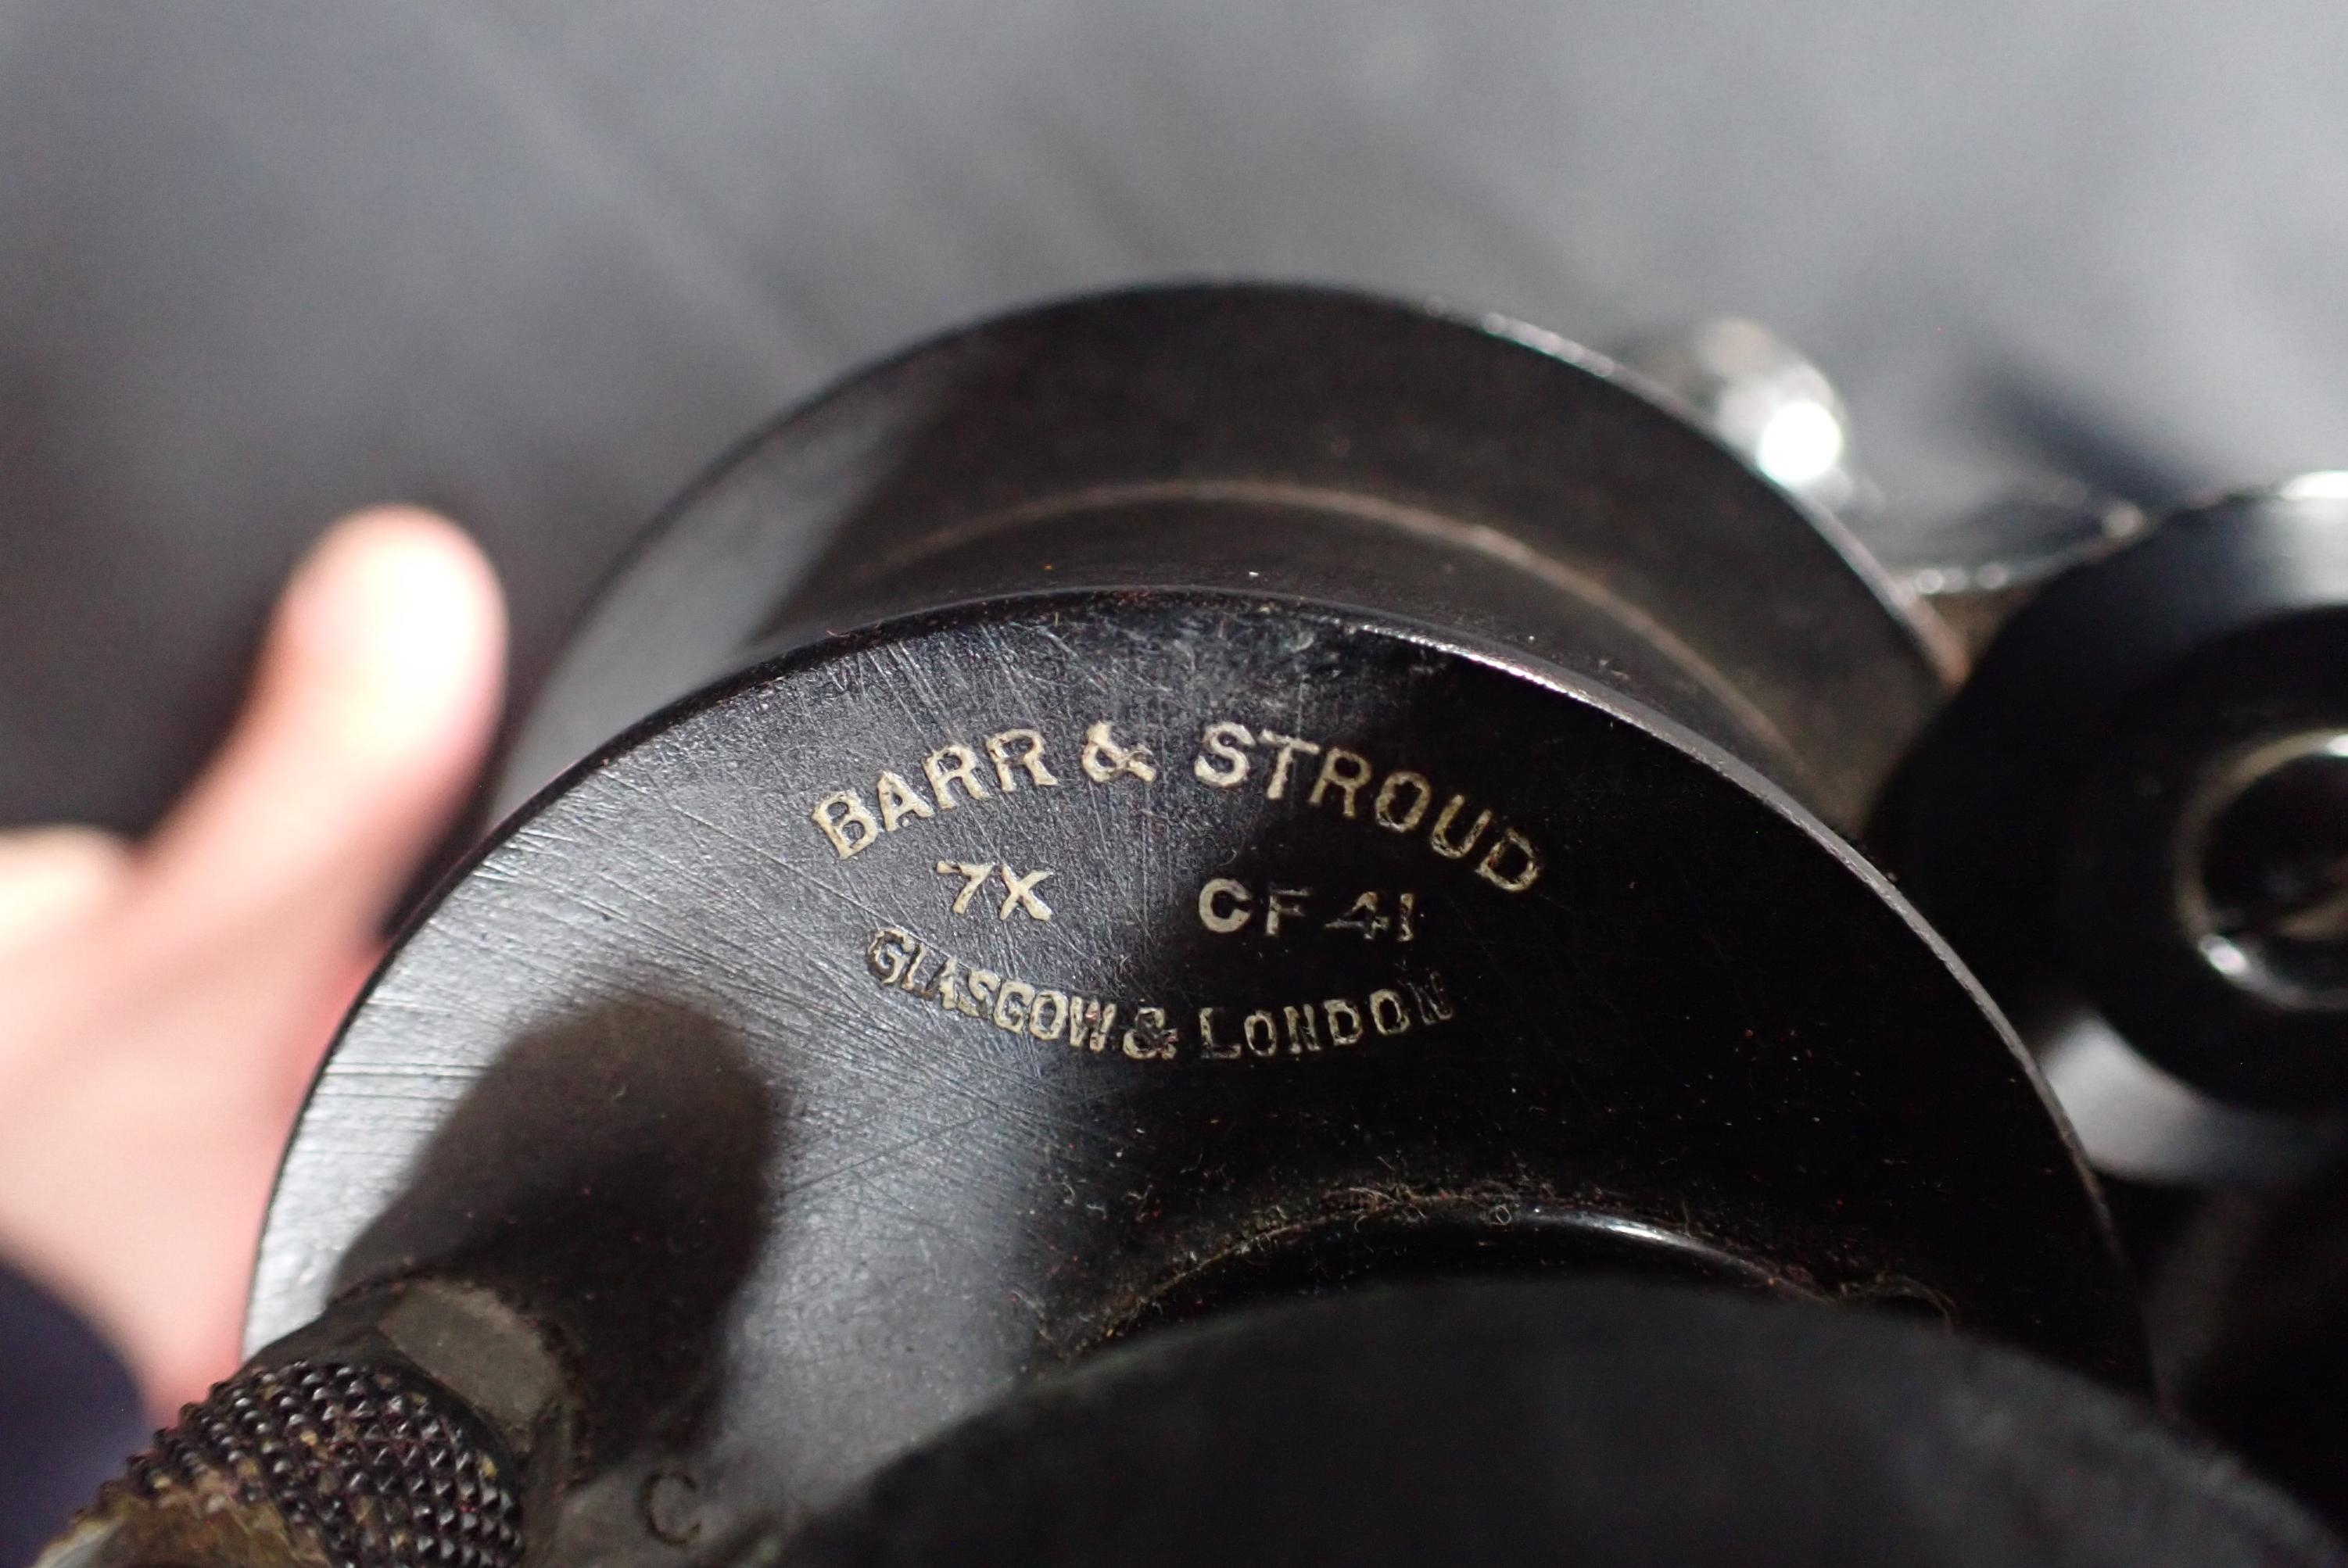 BARR & STROUD
7X CF 41
GLASGOW & LONDON
C